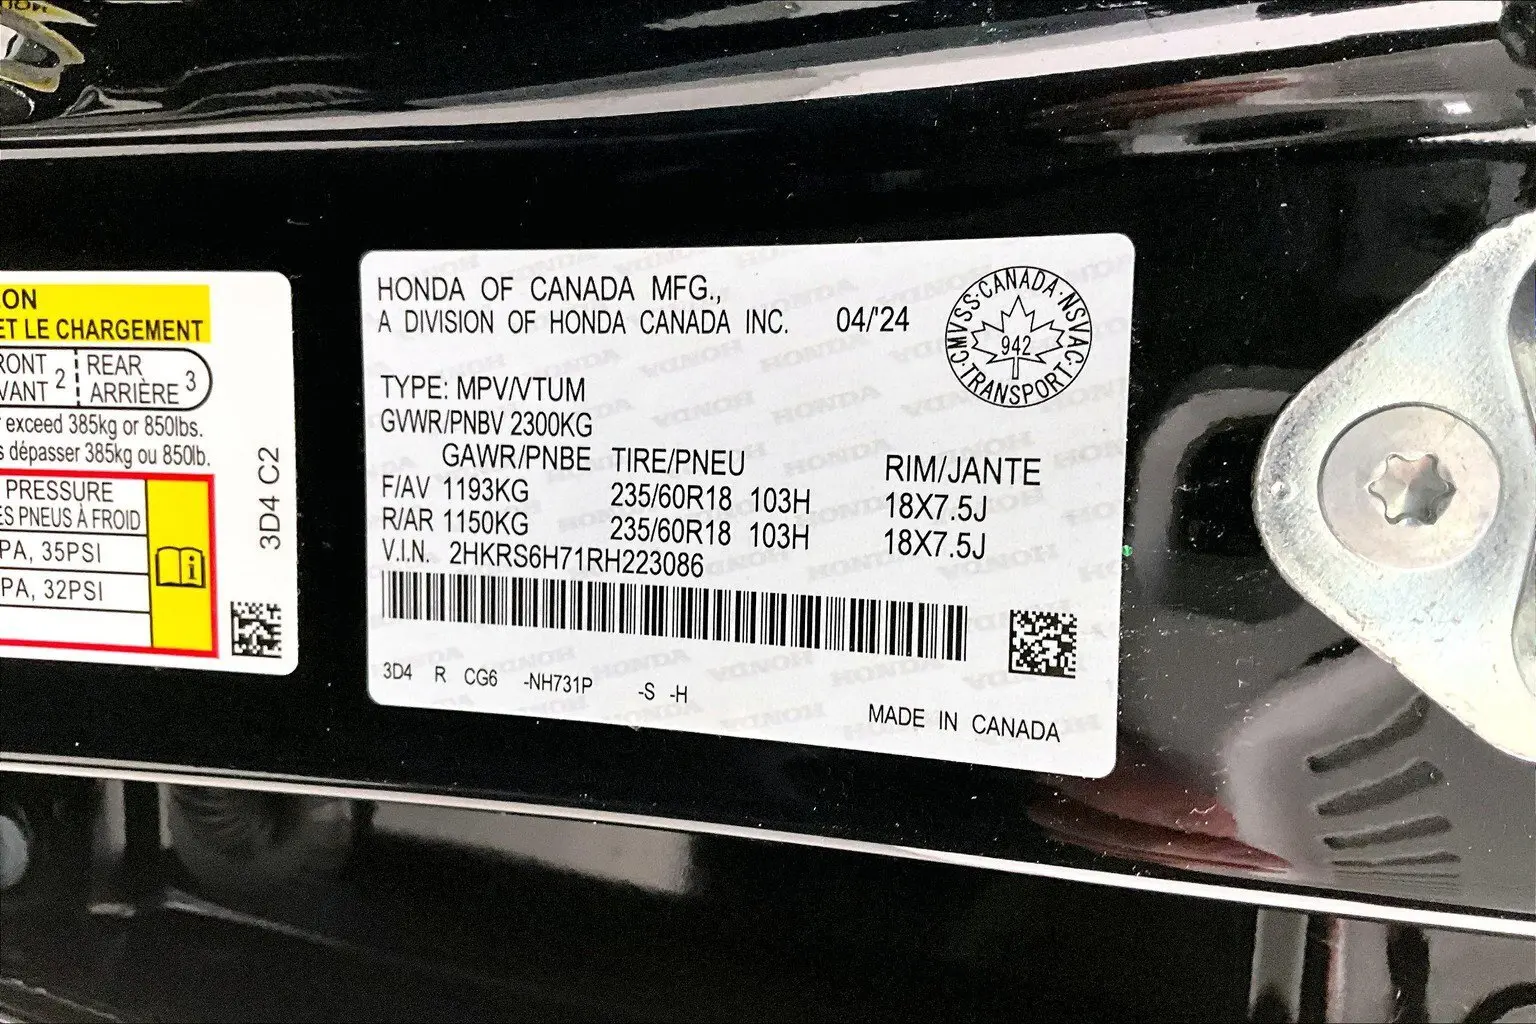 ON
ET LE CHARGEMENT
RONT
VANT 2
REAR
ARRIÈRE 3
exceed 385kg or 850lbs.
s dépasser 385kg ou 850lb.
PRESSURE
ES PNEUS À FROID
PA, 35PSI
PA, 32PSI
3D4 C2
HONDA OF CANADA MFG.,
A DIVISION OF HONDA CANADA INC. 04/'24
CMVSS·CANADA·NSVAC·TRANSPORT·
942
TYPE: MPV/VTUM
GVWR/PNBV 2300KG
GAWR/PNBE TIRE/PNEU RIM/JANTE
F/AV 1193KG 235/60R18 103H 18X7.5J
R/AR 1150KG 235/60R18 103H 18X7.5J
V.I.N. 2HKRS6H71RH223086
3D4 R CG6 -NH731P -S -H
MADE IN CANADA